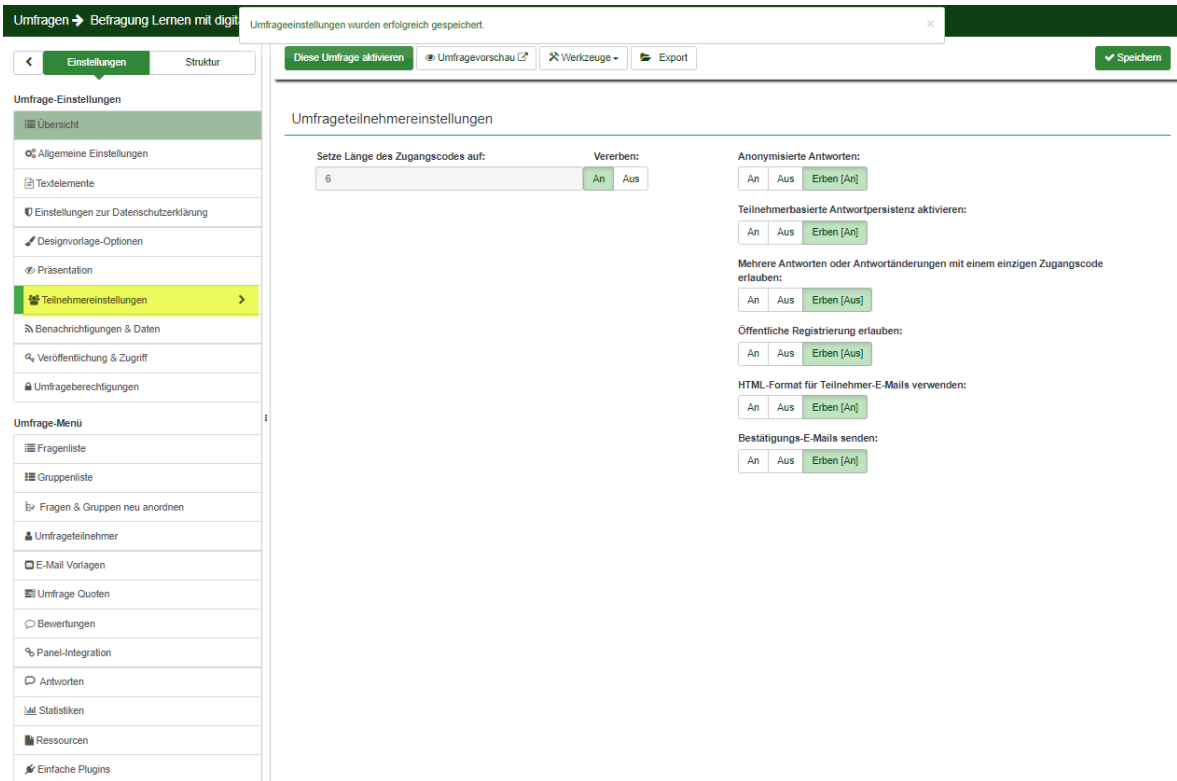 Umfragen → Befragung Lernen mit digita
Umfrageeinstellungen wurden erfolgreich gespeichert. ×
Einstellungen Struktur
Diese Umfrage aktivieren Umfragevorschau Werkzeuge Export Speichern
Umfrage-Einstellungen
Übersicht
Allgemeine Einstellungen
Textelemente
Einstellungen zur Datenschutzerklärung
Designvorlage-Optionen
Präsentation
Teilnehmereinstellungen
Benachrichtigungen & Daten
Veröffentlichung & Zugriff
Umfrageberechtigungen
Umfrage-Menü
Fragenliste
Gruppenliste
Fragen & Gruppen neu anordnen
Umfrageteilnehmer
E-Mail Vorlagen
Umfrage Quoten
Bewertungen
Panel-Integration
Antworten
Statistiken
Ressourcen
Einfache Plugins
Umfrageteilnehmereinstellungen
Setze Länge des Zugangscodes auf: Vererben:
6 An Aus
Anonymisierte Antworten:
An Aus Erben [An]
Teilnehmerbasierte Antwortpersistenz aktivieren:
An Aus Erben [An]
Mehrere Antworten oder Antwortänderungen mit einem einzigen Zugangscode
erlauben:
An Aus Erben [Aus]
Öffentliche Registrierung erlauben:
An Aus Erben [Aus]
HTML-Format für Teilnehmer-E-Mails verwenden:
An Aus Erben [An]
Bestätigungs-E-Mails senden:
An Aus Erben [An]